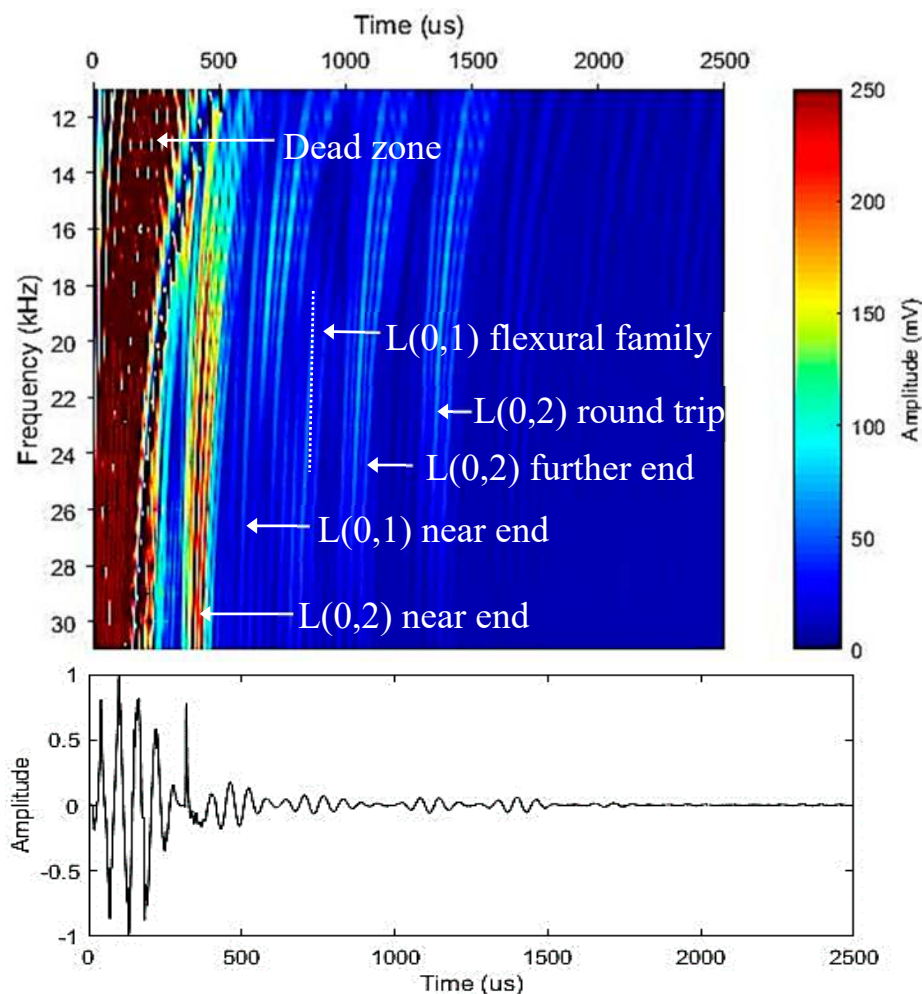 Time (us)
0 500 1000 1500 2000 2500
12
14
16
18
20
22
24
26
28
30
Frequency (kHz)
Dead zone
L(0,1) flexural family
L(0,2) round trip
L(0,2) further end
L(0,1) near end
L(0,2) near end
250
200
150
100
50
0
Amplitude (mV)
1
0.5
0
-0.5
-1
Amplitude
0 500 1000 1500 2000 2500
Time (us)